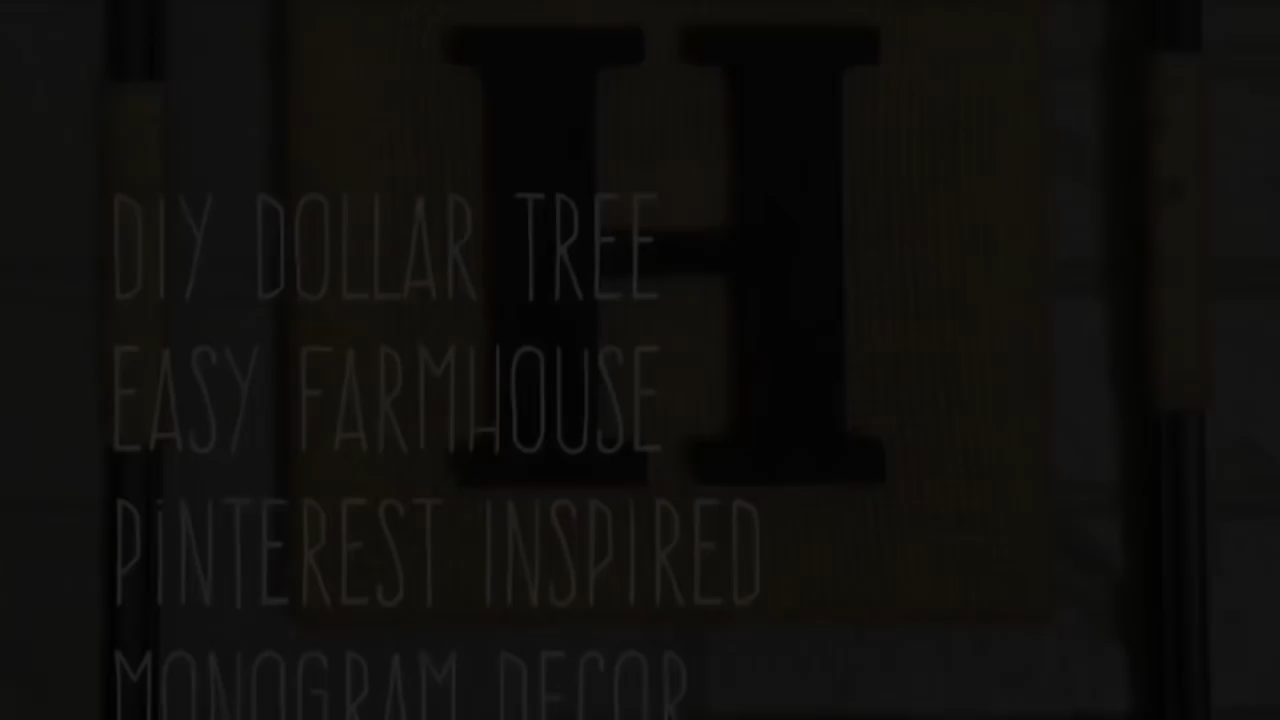 H
DIY DOLLAR TREE
EASY FARMHOUSE
PINTEREST INSPIRED
MONOGRAM DECOR